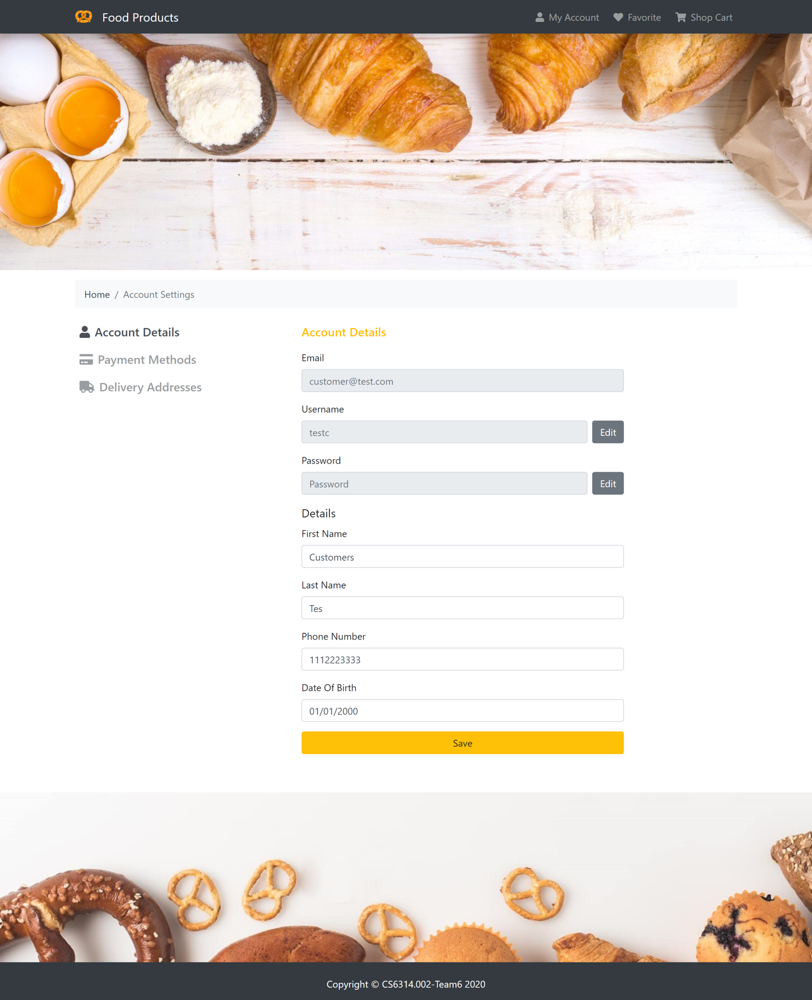 Food Products
My Account
Favorite
Shop Cart
Home / Account Settings
Account Details
Payment Methods
Delivery Addresses
Account Details
Email
customer@test.com
Username
testc
Edit
Password
Password
Edit
Details
First Name
Customers
Last Name
Tes
Phone Number
1112223333
Date Of Birth
01/01/2000
Save
Copyright © CS6314.002-Team6 2020